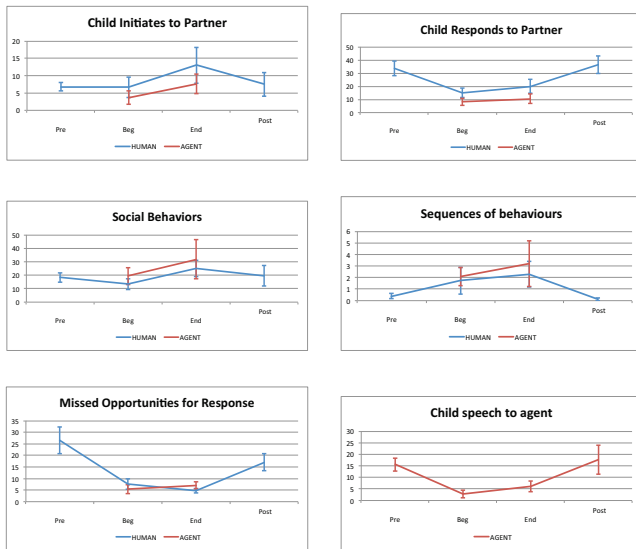 Child Initiates to Partner
20
15
10
5
0
Pre
Beg
End
Post
HUMAN
AGENT
Child Responds to Partner
50
40
30
20
10
0
Pre
Beg
End
Post
HUMAN
AGENT
Social Behaviors
50
40
30
20
10
0
Pre
Beg
End
Post
HUMAN
AGENT
Sequences of behaviours
6
5
4
3
2
1
0
Pre
Beg
End
Post
HUMAN
AGENT
Missed Opportunities for Response
35
30
25
20
15
10
5
0
Pre
Beg
End
Post
HUMAN
AGENT
Child speech to agent
30
25
20
15
10
5
0
Pre
Beg
End
Post
AGENT